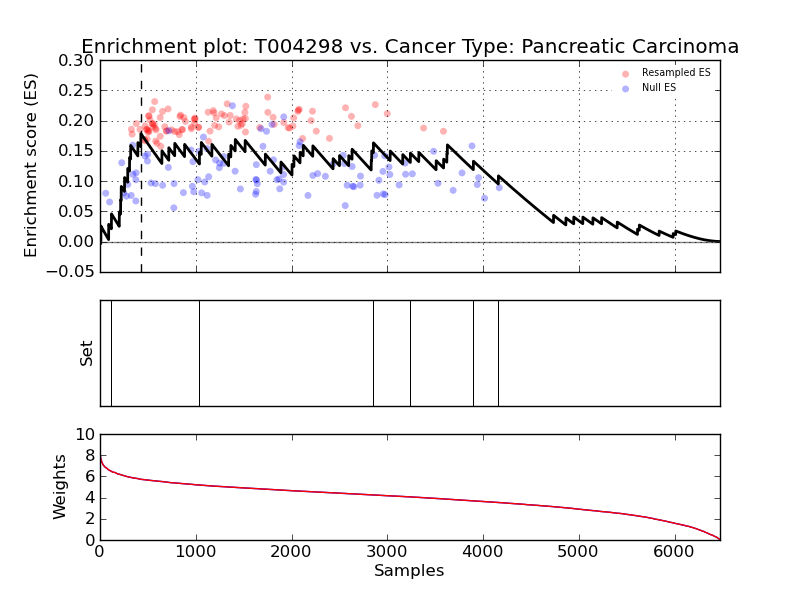 Enrichment plot: T004298 vs. Cancer Type: Pancreatic Carcinoma
0.30
0.25
0.20
0.15
0.10
0.05
0.00
−0.05
Enrichment score (ES)
Resampled ES
Null ES
Set
10
8
6
4
2
0
Weights
0 1000 2000 3000 4000 5000 6000
Samples